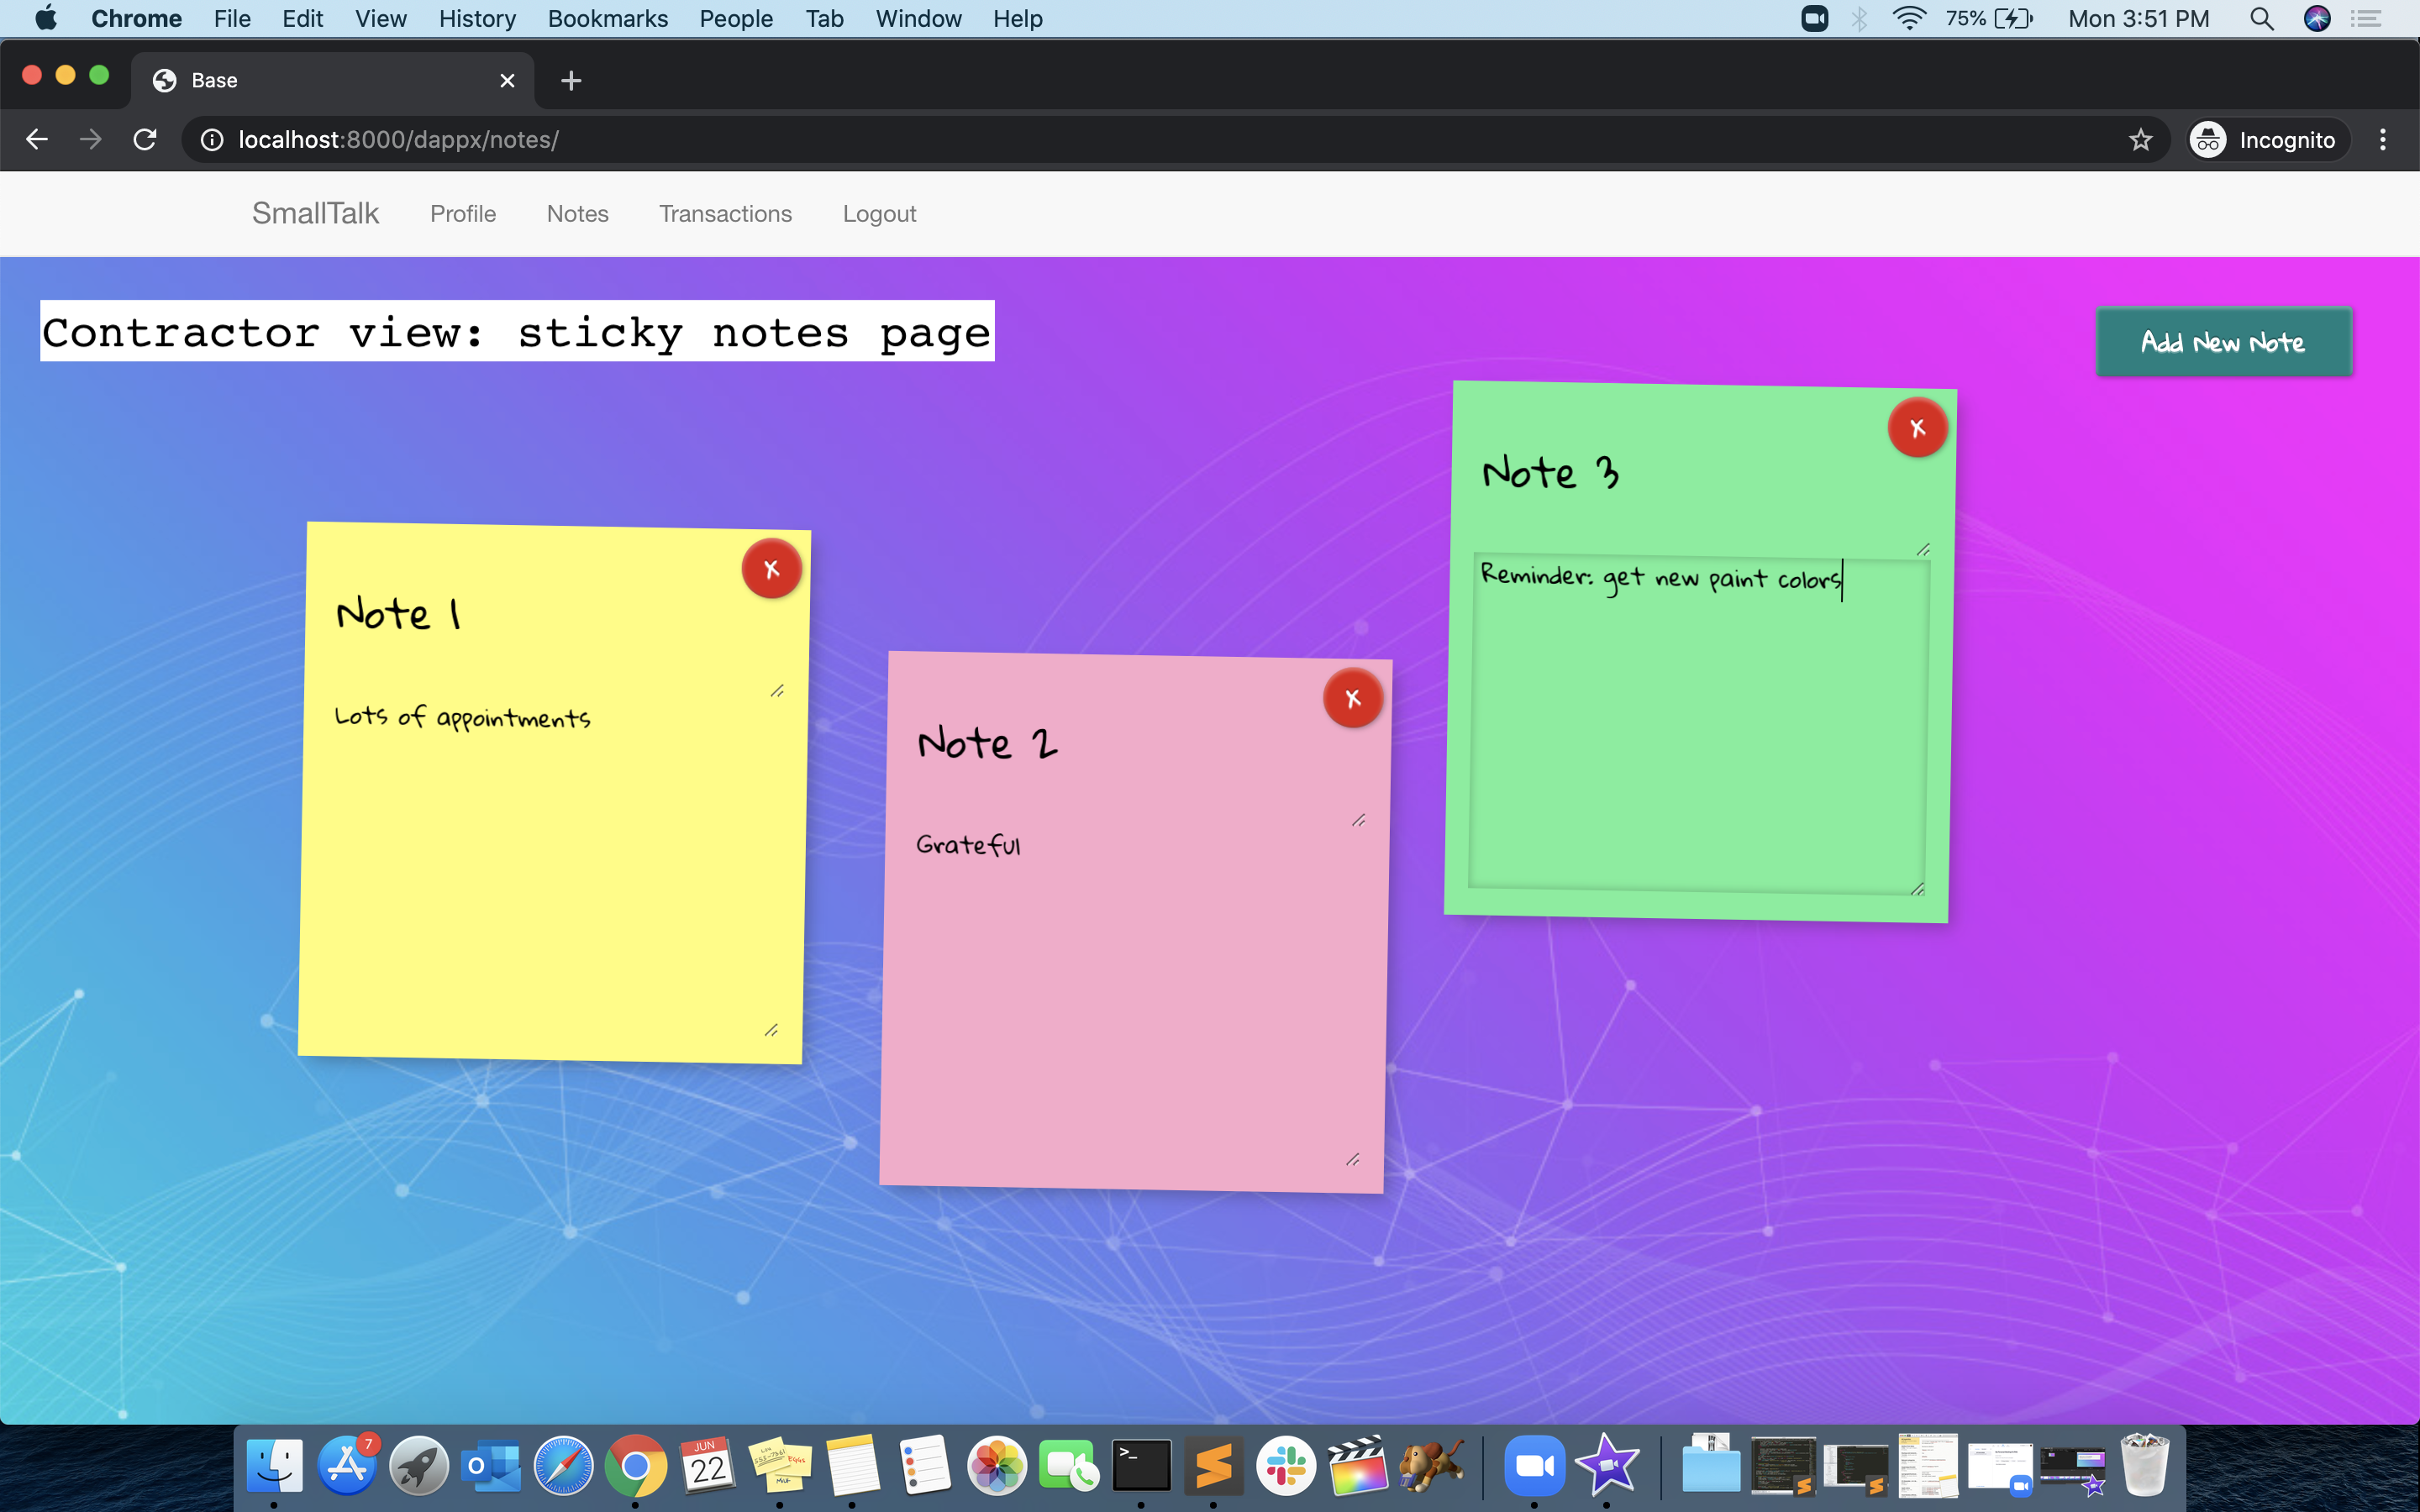 Chrome File Edit View History Bookmarks People Tab Window Help 75% Mon 3:51 PM
Base
localhost:8000/dappx/notes/ Incognito
SmallTalk Profile Notes Transactions Logout
Contractor view: sticky notes page
Add New Note
X
Note 3
Reminder: get new paint colors
X
Note 1
Lots of appointments
X
Note 2
Grateful
7
JUN
22